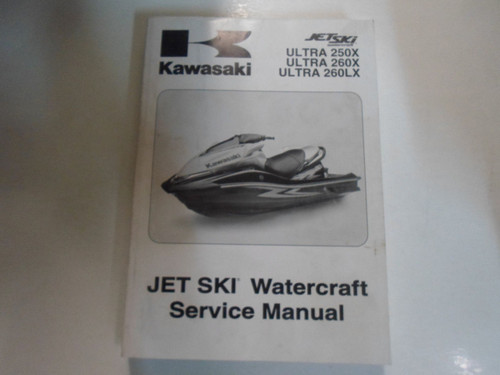 Kawasaki
JET SKI
ULTRA 250X
ULTRA 260X
ULTRA 260LX
JET SKI Watercraft
Service Manual